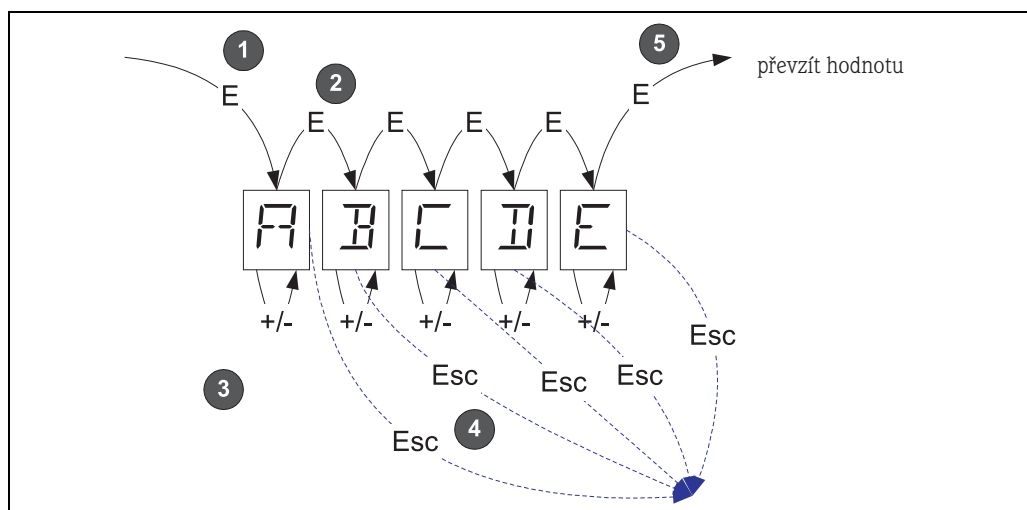 1
5
2
převzít hodnotu
E
E
E
E
E
E
A B C D E
+/- +/- +/- +/- +/-
Esc
3
Esc
Esc
Esc
4
Esc